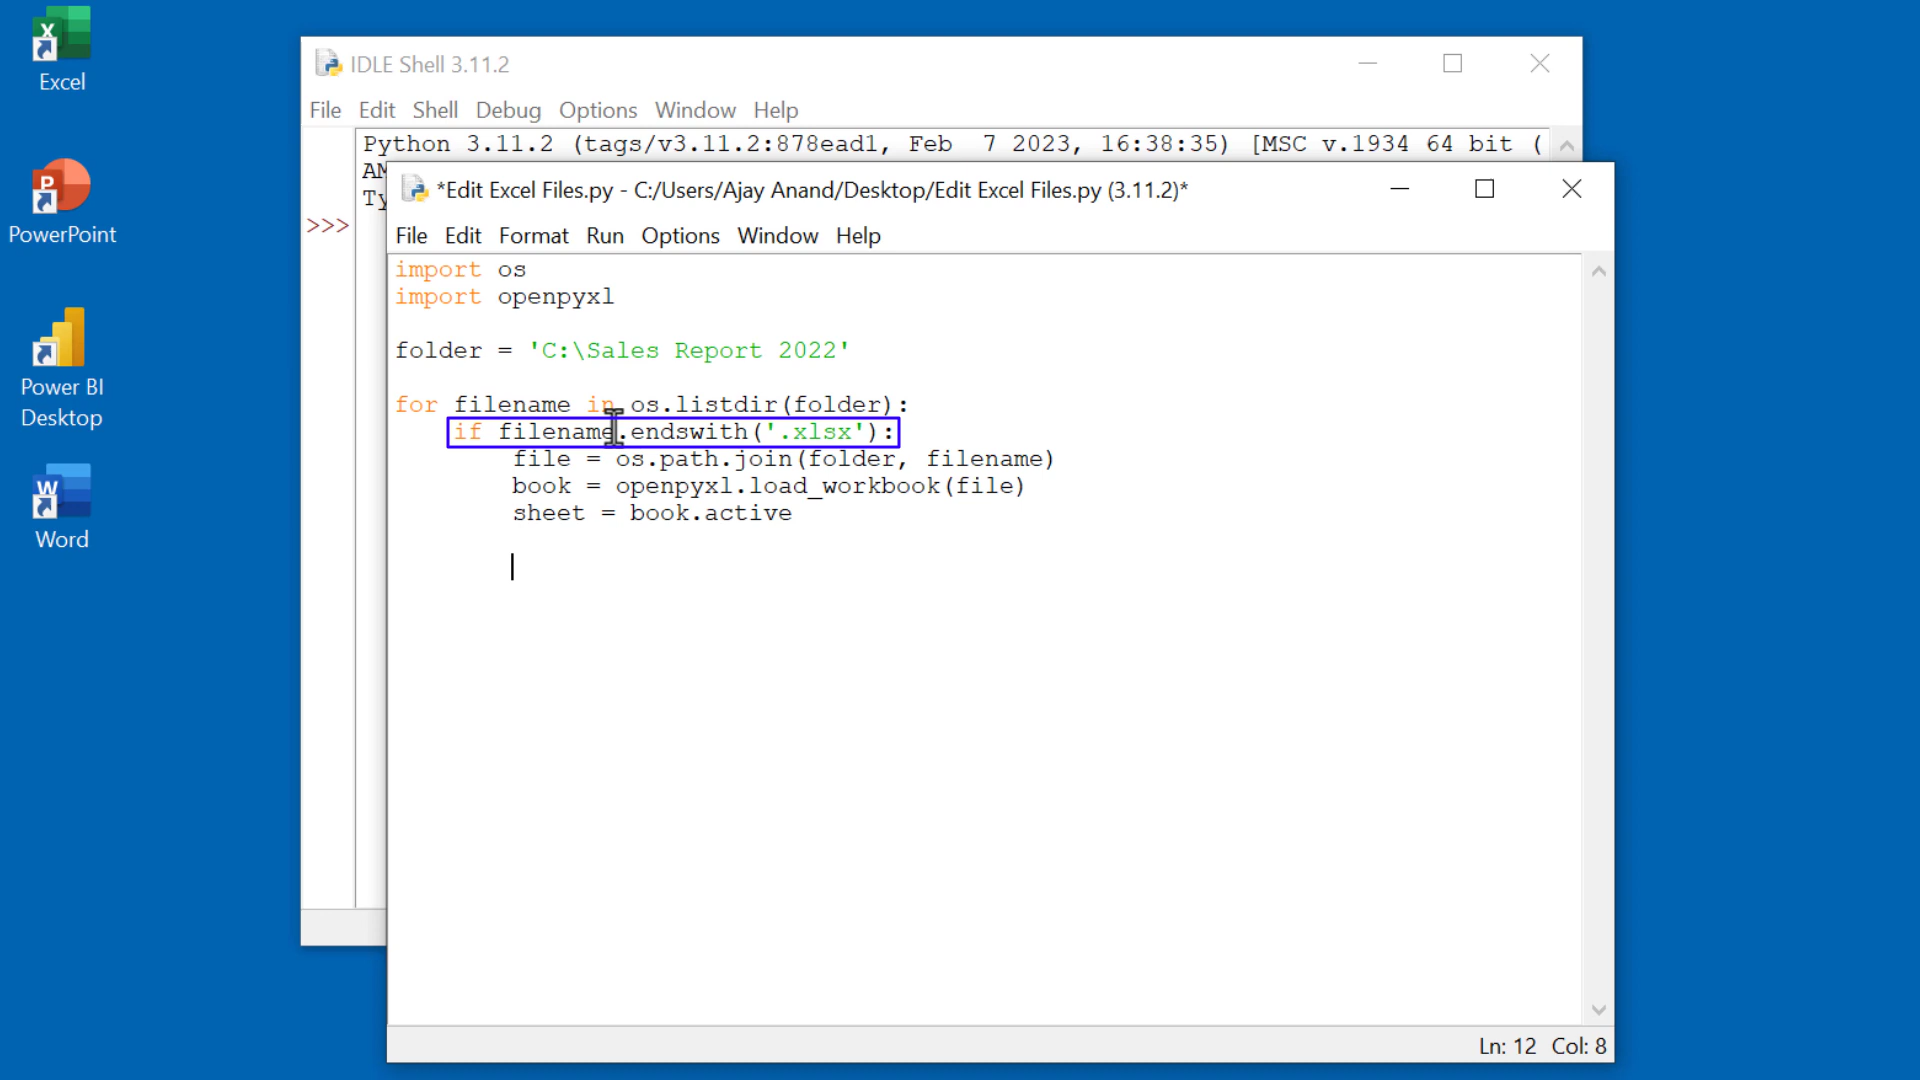 Excel
PowerPoint
Power BI
Desktop
Word
IDLE Shell 3.11.2
File Edit Shell Debug Options Window Help
Python 3.11.2 (tags/v3.11.2:878ead1, Feb  7 2023, 16:38:35) [MSC v.1934 64 bit (
AM
Ty
>>>
*Edit Excel Files.py - C:/Users/Ajay Anand/Desktop/Edit Excel Files.py (3.11.2)*
File Edit Format Run Options Window Help
import os
import openpyxl
folder = 'C:\Sales Report 2022'
for filename in os.listdir(folder):
    if filename.endswith('.xlsx'):
        file = os.path.join(folder, filename)
        book = openpyxl.load_workbook(file)
        sheet = book.active
Ln: 12 Col: 8